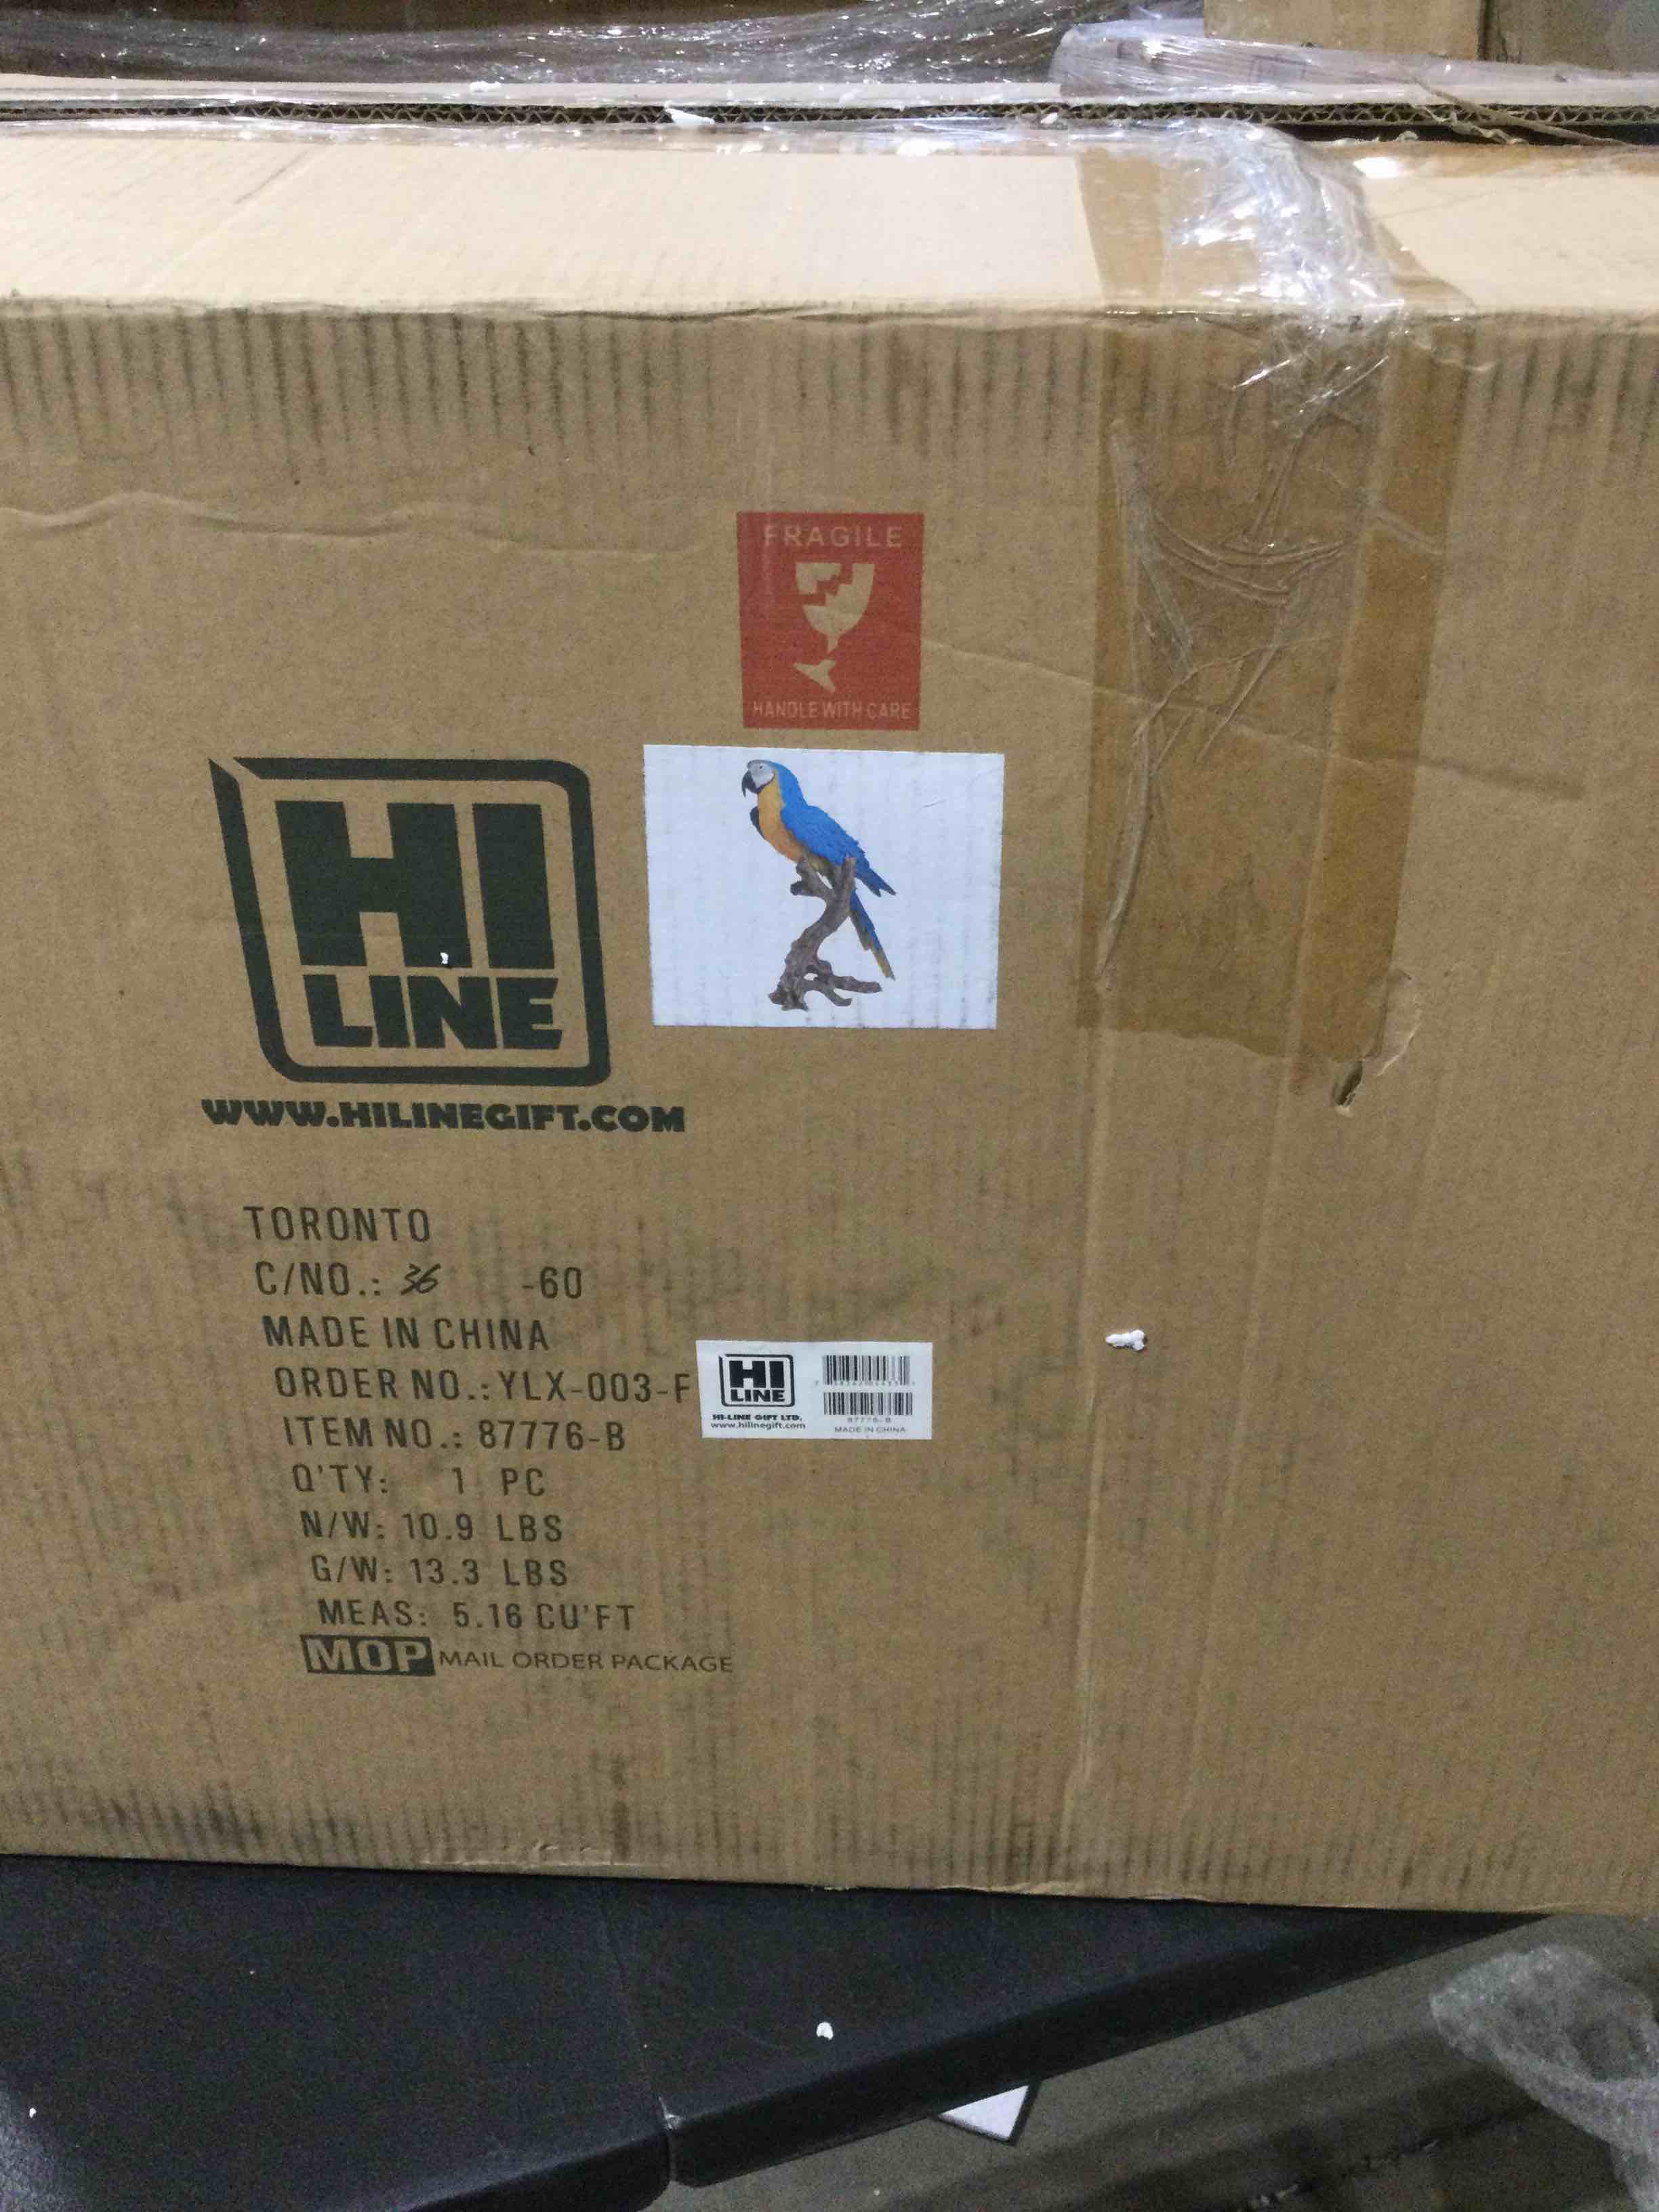 FRAGILE
HANDLE WITH CARE
HI
LINE
WWW.HILINEGIFT.COM
TORONTO
C/NO.: 36 -60
MADE IN CHINA
ORDER NO.: YLX-003-F
ITEM NO.: 87776-B
Q'TY: 1 PC
N/W: 10.9 LBS
G/W: 13.3 LBS
MEAS: 5.16 CU'FT
MOP MAIL ORDER PACKAGE
HI
LINE
HI-LINE GIFT LTD.
www.hilinegift.com
87776-B
MADE IN CHINA